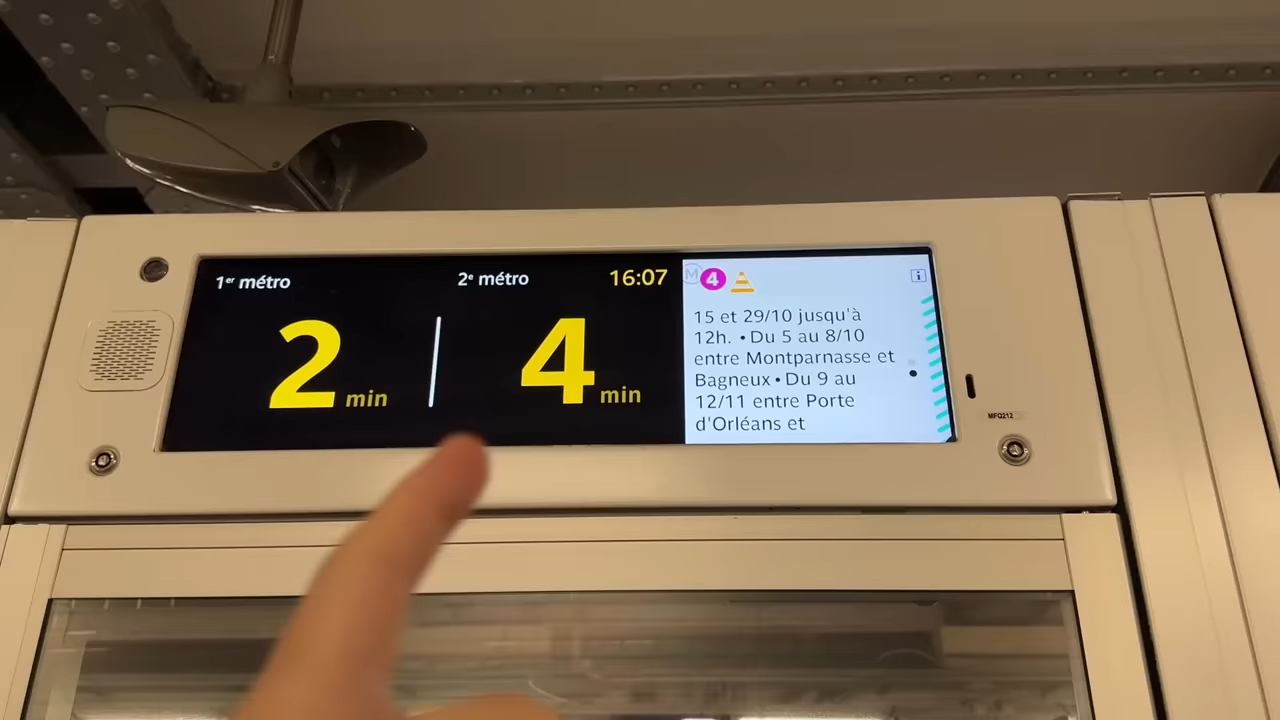 1er métro
2e métro
16:07
2 min
4 min
M 4
i
15 et 29/10 jusqu'à
12h. • Du 5 au 8/10
entre Montparnasse et
Bagneux • Du 9 au
12/11 entre Porte
d'Orléans et
MFQ212